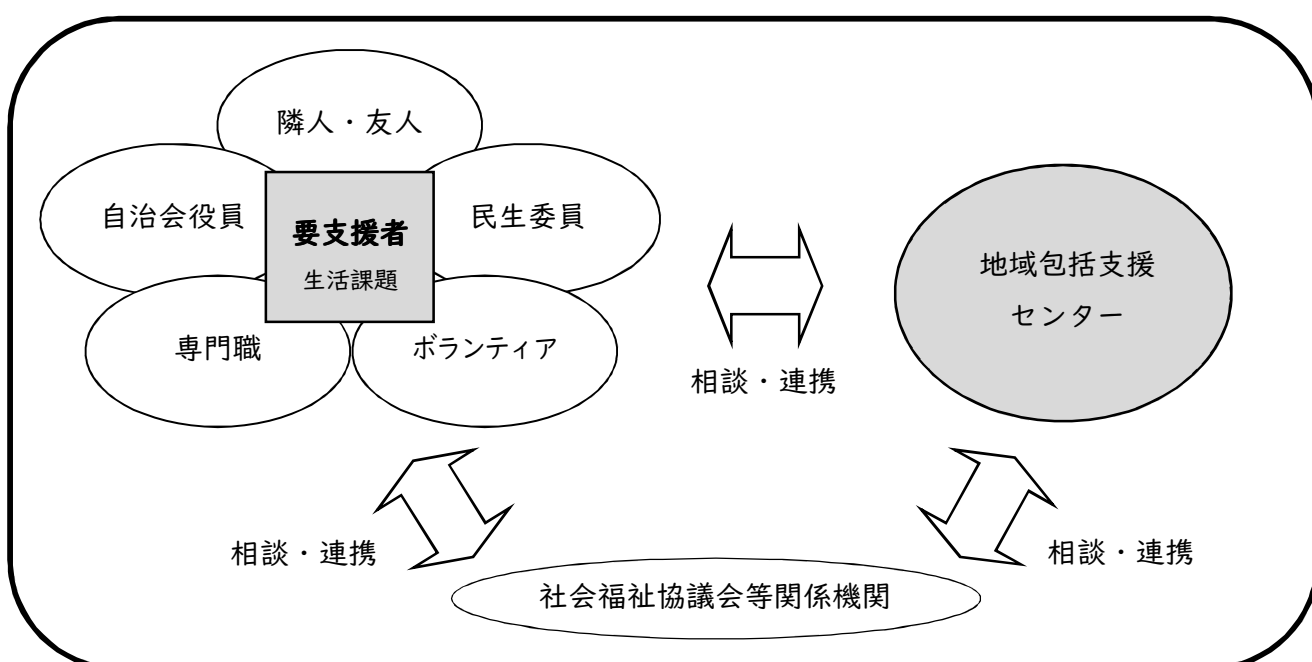 隣人・友人
自治会役員
要支援者
生活課題
民生委員
専門職
ボランティア
地域包括支援
センター
相談・連携
相談・連携
相談・連携
社会福祉協議会等関係機関